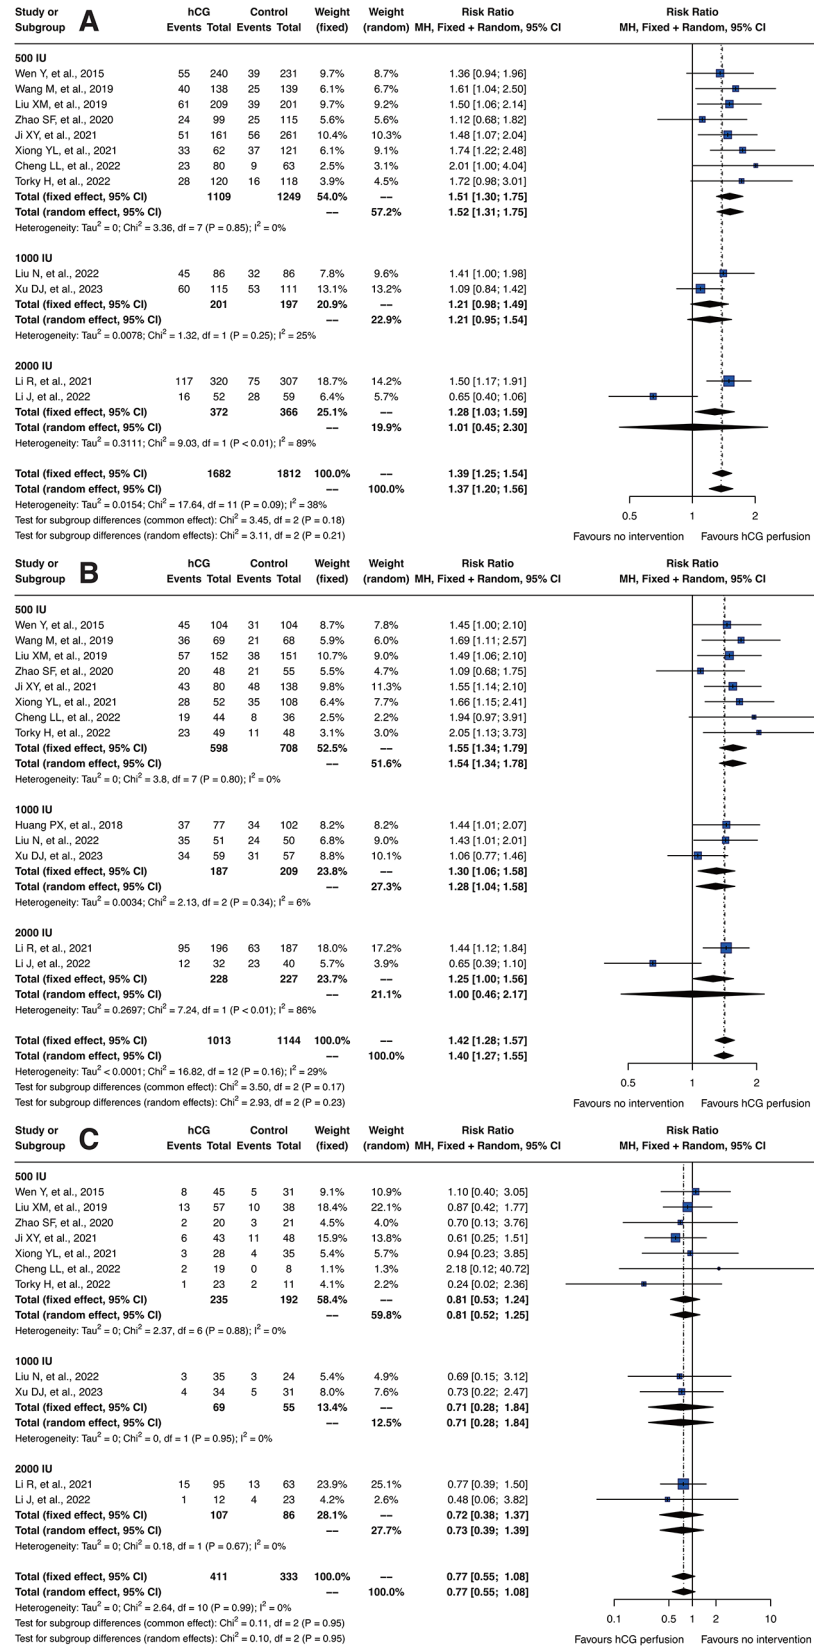 Study or A hCG Control Weight Weight Risk Ratio Risk Ratio
Subgroup Events Total Events Total (fixed) (random) MH, Fixed + Random, 95% CI MH, Fixed + Random, 95% CI
500 IU
Wen Y, et al., 2015 55 240 39 231 9.7% 8.7% 1.36 [0.94; 1.96]
Wang M, et al., 2019 40 138 25 139 6.1% 6.7% 1.61 [1.04; 2.50]
Liu XM, et al., 2019 61 209 39 201 9.7% 9.2% 1.50 [1.06; 2.14]
Zhao SF, et al., 2020 24 99 25 115 5.6% 5.6% 1.12 [0.68; 1.82]
Ji XY, et al., 2021 51 161 56 261 10.4% 10.3% 1.48 [1.07; 2.04]
Xiong YL, et al., 2021 33 62 37 121 6.1% 9.1% 1.74 [1.22; 2.48]
Cheng LL, et al., 2022 23 80 9 63 2.5% 3.1% 2.01 [1.00; 4.04]
Torky H, et al., 2022 28 120 16 118 3.9% 4.5% 1.72 [0.98; 3.01]
Total (fixed effect, 95% CI) 1109 1249 54.0% −− 1.51 [1.30; 1.75]
Total (random effect, 95% CI) −− 57.2% 1.52 [1.31; 1.75]
Heterogeneity: Tau² = 0; Chi² = 3.36, df = 7 (P = 0.85); I² = 0%
1000 IU
Liu N, et al., 2022 45 86 32 86 7.8% 9.6% 1.41 [1.00; 1.98]
Xu DJ, et al., 2023 60 115 53 111 13.1% 13.2% 1.09 [0.84; 1.42]
Total (fixed effect, 95% CI) 201 197 20.9% −− 1.21 [0.98; 1.49]
Total (random effect, 95% CI) −− 22.9% 1.21 [0.95; 1.54]
Heterogeneity: Tau² = 0.0078; Chi² = 1.32, df = 1 (P = 0.25); I² = 25%
2000 IU
Li R, et al., 2021 117 320 75 307 18.7% 14.2% 1.50 [1.17; 1.91]
Li J, et al., 2022 16 52 28 59 6.4% 5.7% 0.65 [0.40; 1.06]
Total (fixed effect, 95% CI) 372 366 25.1% −− 1.28 [1.03; 1.59]
Total (random effect, 95% CI) −− 19.9% 1.01 [0.45; 2.30]
Heterogeneity: Tau² = 0.3111; Chi² = 9.03, df = 1 (P < 0.01); I² = 89%
Total (fixed effect, 95% CI) 1682 1812 100.0% −− 1.39 [1.25; 1.54]
Total (random effect, 95% CI) −− 100.0% 1.37 [1.20; 1.56]
Heterogeneity: Tau² = 0.0154; Chi² = 17.64, df = 11 (P = 0.09); I² = 38%
Test for subgroup differences (common effect): Chi² = 3.45, df = 2 (P = 0.18) 0.5 1 2
Test for subgroup differences (random effects): Chi² = 3.11, df = 2 (P = 0.21) Favours no intervention Favours hCG perfusion
Study or B hCG Control Weight Weight Risk Ratio Risk Ratio
Subgroup Events Total Events Total (fixed) (random) MH, Fixed + Random, 95% CI MH, Fixed + Random, 95% CI
500 IU
Wen Y, et al., 2015 45 104 31 104 8.7% 7.8% 1.45 [1.00; 2.10]
Wang M, et al., 2019 36 69 21 68 5.9% 6.0% 1.69 [1.11; 2.57]
Liu XM, et al., 2019 57 152 38 151 10.7% 9.0% 1.49 [1.06; 2.10]
Zhao SF, et al., 2020 20 48 21 55 5.5% 4.7% 1.09 [0.68; 1.75]
Ji XY, et al., 2021 43 80 48 138 9.8% 11.3% 1.55 [1.14; 2.10]
Xiong YL, et al., 2021 28 52 35 108 6.4% 7.7% 1.66 [1.15; 2.41]
Cheng LL, et al., 2022 19 44 8 36 2.5% 2.2% 1.94 [0.97; 3.91]
Torky H, et al., 2022 23 49 11 48 3.1% 3.0% 2.05 [1.13; 3.73]
Total (fixed effect, 95% CI) 598 708 52.5% −− 1.55 [1.34; 1.79]
Total (random effect, 95% CI) −− 51.6% 1.54 [1.34; 1.78]
Heterogeneity: Tau² = 0; Chi² = 3.8, df = 7 (P = 0.80); I² = 0%
1000 IU
Huang PX, et al., 2018 37 77 34 102 8.2% 8.2% 1.44 [1.01; 2.07]
Liu N, et al., 2022 35 51 24 50 6.8% 9.0% 1.43 [1.01; 2.01]
Xu DJ, et al., 2023 34 59 31 57 8.8% 10.1% 1.06 [0.77; 1.46]
Total (fixed effect, 95% CI) 187 209 23.8% −− 1.30 [1.06; 1.58]
Total (random effect, 95% CI) −− 27.3% 1.28 [1.04; 1.58]
Heterogeneity: Tau² = 0.0034; Chi² = 2.13, df = 2 (P = 0.34); I² = 6%
2000 IU
Li R, et al., 2021 95 196 63 187 18.0% 17.2% 1.44 [1.12; 1.84]
Li J, et al., 2022 12 32 23 40 5.7% 3.9% 0.65 [0.39; 1.10]
Total (fixed effect, 95% CI) 228 227 23.7% −− 1.25 [1.00; 1.56]
Total (random effect, 95% CI) −− 21.1% 1.00 [0.46; 2.17]
Heterogeneity: Tau² = 0.2697; Chi² = 7.24, df = 1 (P < 0.01); I² = 86%
Total (fixed effect, 95% CI) 1013 1144 100.0% −− 1.42 [1.28; 1.57]
Total (random effect, 95% CI) −− 100.0% 1.40 [1.27; 1.55]
Heterogeneity: Tau² < 0.0001; Chi² = 16.82, df = 12 (P = 0.16); I² = 29%
Test for subgroup differences (common effect): Chi² = 3.50, df = 2 (P = 0.17) 0.5 1 2
Test for subgroup differences (random effects): Chi² = 2.93, df = 2 (P = 0.23) Favours no intervention Favours hCG perfusion
Study or C hCG Control Weight Weight Risk Ratio Risk Ratio
Subgroup Events Total Events Total (fixed) (random) MH, Fixed + Random, 95% CI MH, Fixed + Random, 95% CI
500 IU
Wen Y, et al., 2015 8 45 5 31 9.1% 10.9% 1.10 [0.40; 3.05]
Liu XM, et al., 2019 13 57 10 38 18.4% 22.1% 0.87 [0.42; 1.77]
Zhao SF, et al., 2020 2 20 3 21 4.5% 4.0% 0.70 [0.13; 3.76]
Ji XY, et al., 2021 6 43 11 48 15.9% 13.8% 0.61 [0.25; 1.51]
Xiong YL, et al., 2021 3 28 4 35 5.4% 5.7% 0.94 [0.23; 3.85]
Cheng LL, et al., 2022 2 19 0 8 1.1% 1.3% 2.18 [0.12; 40.72]
Torky H, et al., 2022 1 23 2 11 4.1% 2.2% 0.24 [0.02; 2.36]
Total (fixed effect, 95% CI) 235 192 58.4% −− 0.81 [0.53; 1.24]
Total (random effect, 95% CI) −− 59.8% 0.81 [0.52; 1.25]
Heterogeneity: Tau² = 0; Chi² = 2.37, df = 6 (P = 0.88); I² = 0%
1000 IU
Liu N, et al., 2022 3 35 3 24 5.4% 4.9% 0.69 [0.15; 3.12]
Xu DJ, et al., 2023 4 34 5 31 8.0% 7.6% 0.73 [0.22; 2.47]
Total (fixed effect, 95% CI) 69 55 13.4% −− 0.71 [0.28; 1.84]
Total (random effect, 95% CI) −− 12.5% 0.71 [0.28; 1.84]
Heterogeneity: Tau² = 0; Chi² = 0, df = 1 (P = 0.95); I² = 0%
2000 IU
Li R, et al., 2021 15 95 13 63 23.9% 25.1% 0.77 [0.39; 1.50]
Li J, et al., 2022 1 12 4 23 4.2% 2.6% 0.48 [0.06; 3.82]
Total (fixed effect, 95% CI) 107 86 28.1% −− 0.72 [0.38; 1.37]
Total (random effect, 95% CI) −− 27.7% 0.73 [0.39; 1.39]
Heterogeneity: Tau² = 0; Chi² = 0.18, df = 1 (P = 0.67); I² = 0%
Total (fixed effect, 95% CI) 411 333 100.0% −− 0.77 [0.55; 1.08]
Total (random effect, 95% CI) −− 100.0% 0.77 [0.55; 1.08]
Heterogeneity: Tau² = 0; Chi² = 2.64, df = 10 (P = 0.99); I² = 0%
Test for subgroup differences (common effect): Chi² = 0.11, df = 2 (P = 0.95) 0.1 0.5 1 2 10
Test for subgroup differences (random effects): Chi² = 0.10, df = 2 (P = 0.95) Favours hCG perfusion Favours no intervention